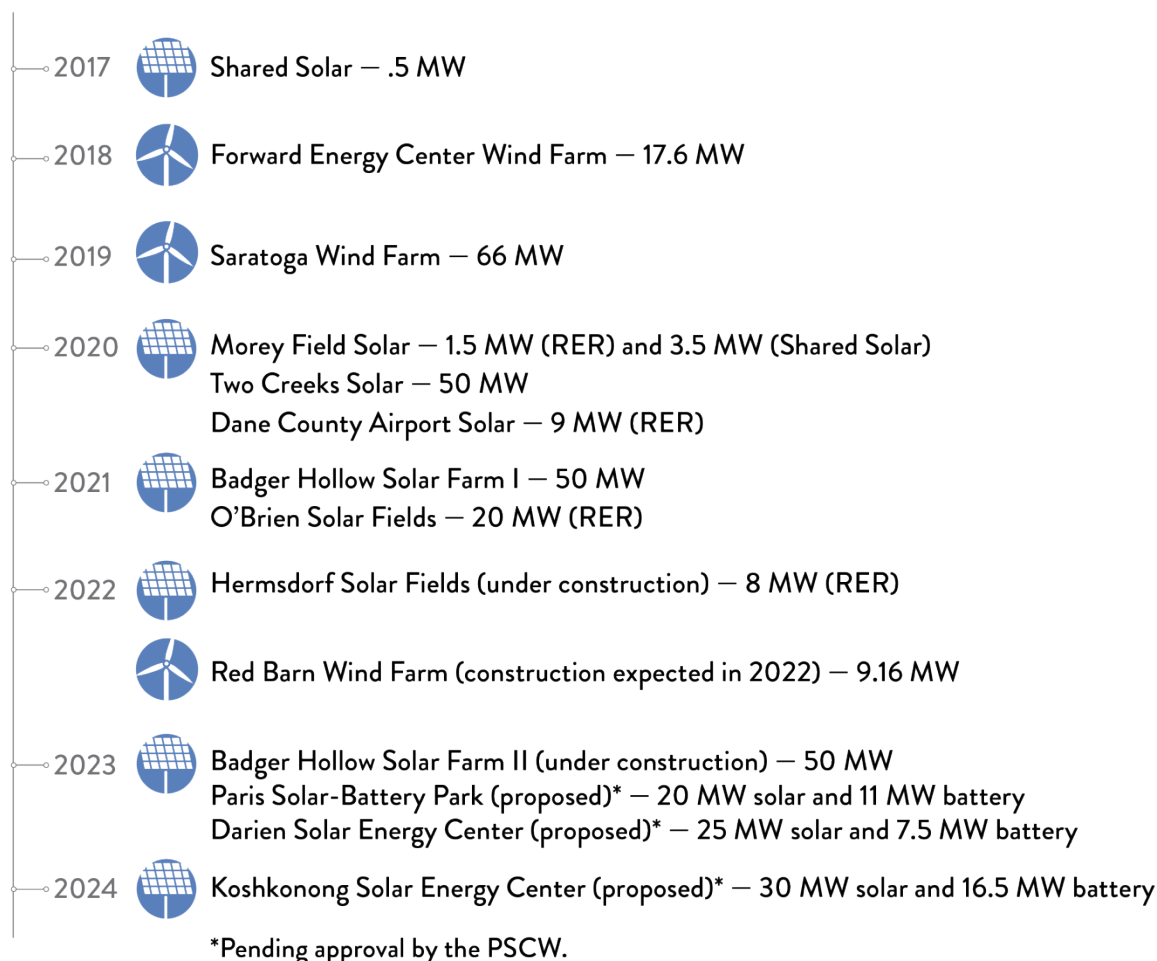 2017 Shared Solar – .5 MW
2018 Forward Energy Center Wind Farm – 17.6 MW
2019 Saratoga Wind Farm – 66 MW
2020 Morey Field Solar – 1.5 MW (RER) and 3.5 MW (Shared Solar)
Two Creeks Solar – 50 MW
Dane County Airport Solar – 9 MW (RER)
2021 Badger Hollow Solar Farm I – 50 MW
O’Brien Solar Fields – 20 MW (RER)
2022 Hermsdorf Solar Fields (under construction) – 8 MW (RER)
Red Barn Wind Farm (construction expected in 2022) – 9.16 MW
2023 Badger Hollow Solar Farm II (under construction) – 50 MW
Paris Solar-Battery Park (proposed)* – 20 MW solar and 11 MW battery
Darien Solar Energy Center (proposed)* – 25 MW solar and 7.5 MW battery
2024 Koshkonong Solar Energy Center (proposed)* – 30 MW solar and 16.5 MW battery
*Pending approval by the PSCW.